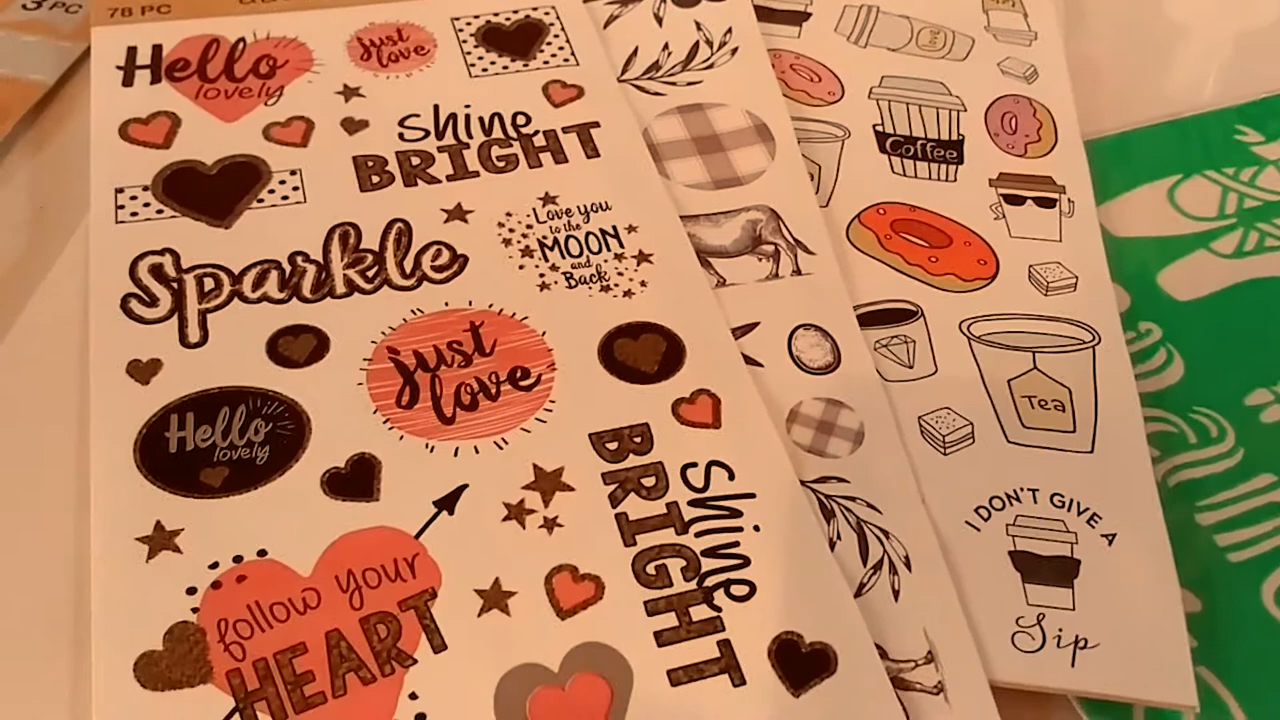 3 PC
78 PC
Hello
lovely
just
love
Shine
BRIGHT
Sparkle
Love you
to the
MOON
and
Back
just
love
Hello
lovely
Shine
BRIGHT
follow your
HEART
Coffee
Tea
I DON'T GIVE A
Sip